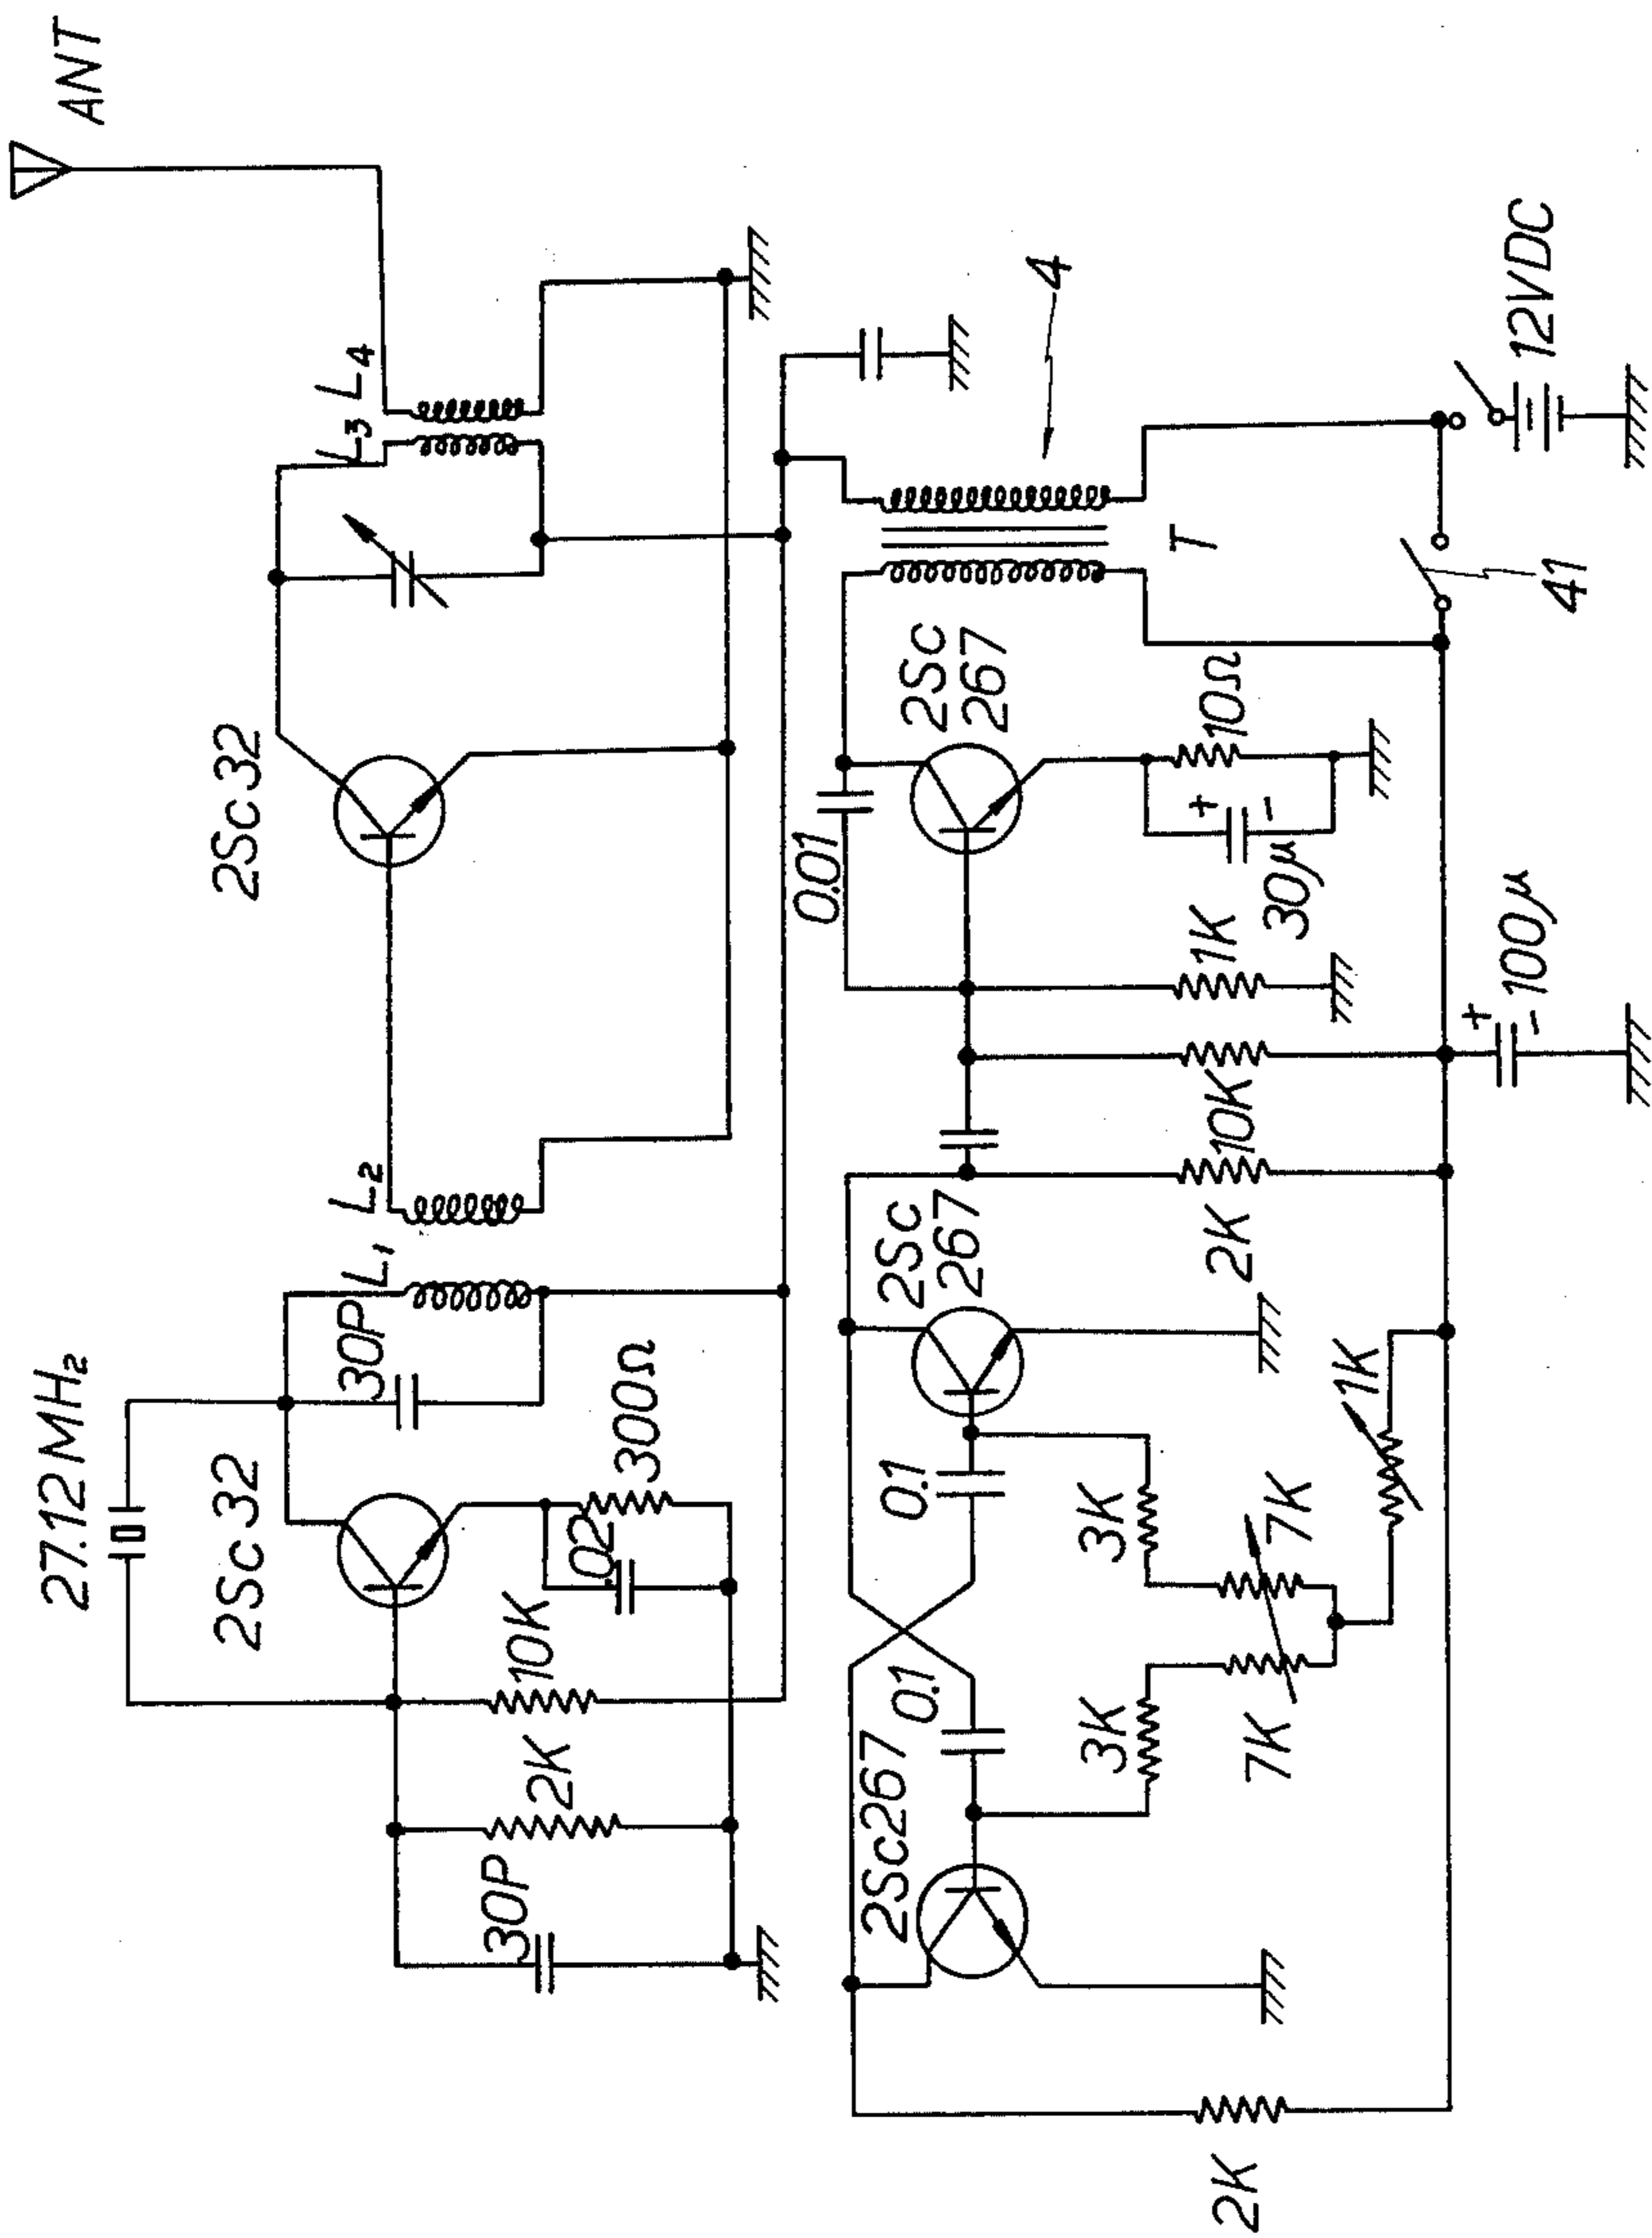 27.12 MH₂
2Sc 32
30P
L₁
L₂
2Sc 32
L₃
L₄
ANT
30P
2K
10K
.02
300Ω
2Sc267
0.1
0.1
2Sc
267
0.01
2Sc
267
4
T
3K
3K
7K
7K
1K
2K
2K
10K
1K
30μ
+
-
10Ω
+
-
100μ
41
12VDC